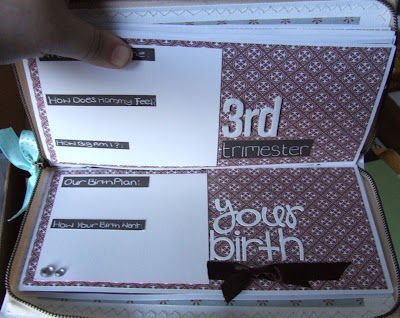 How Does Mommy Feel:
How Big Am I?:
3rd
trimester
Our Birth Plan:
How Your Birth Went:
your
birth